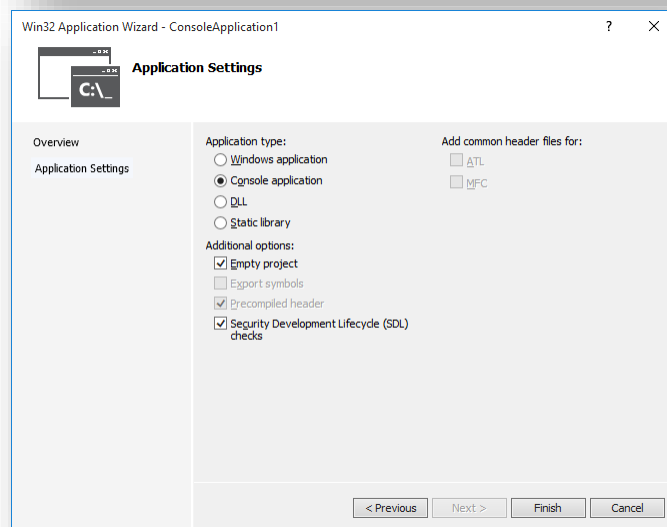 Win32 Application Wizard - ConsoleApplication1
? ×
C:\_
Application Settings
Overview
Application Settings
Application type:
Windows application
Console application
DLL
Static library
Additional options:
Empty project
Export symbols
Precompiled header
Security Development Lifecycle (SDL)
checks
Add common header files for:
ATL
MFC
< Previous
Next >
Finish
Cancel